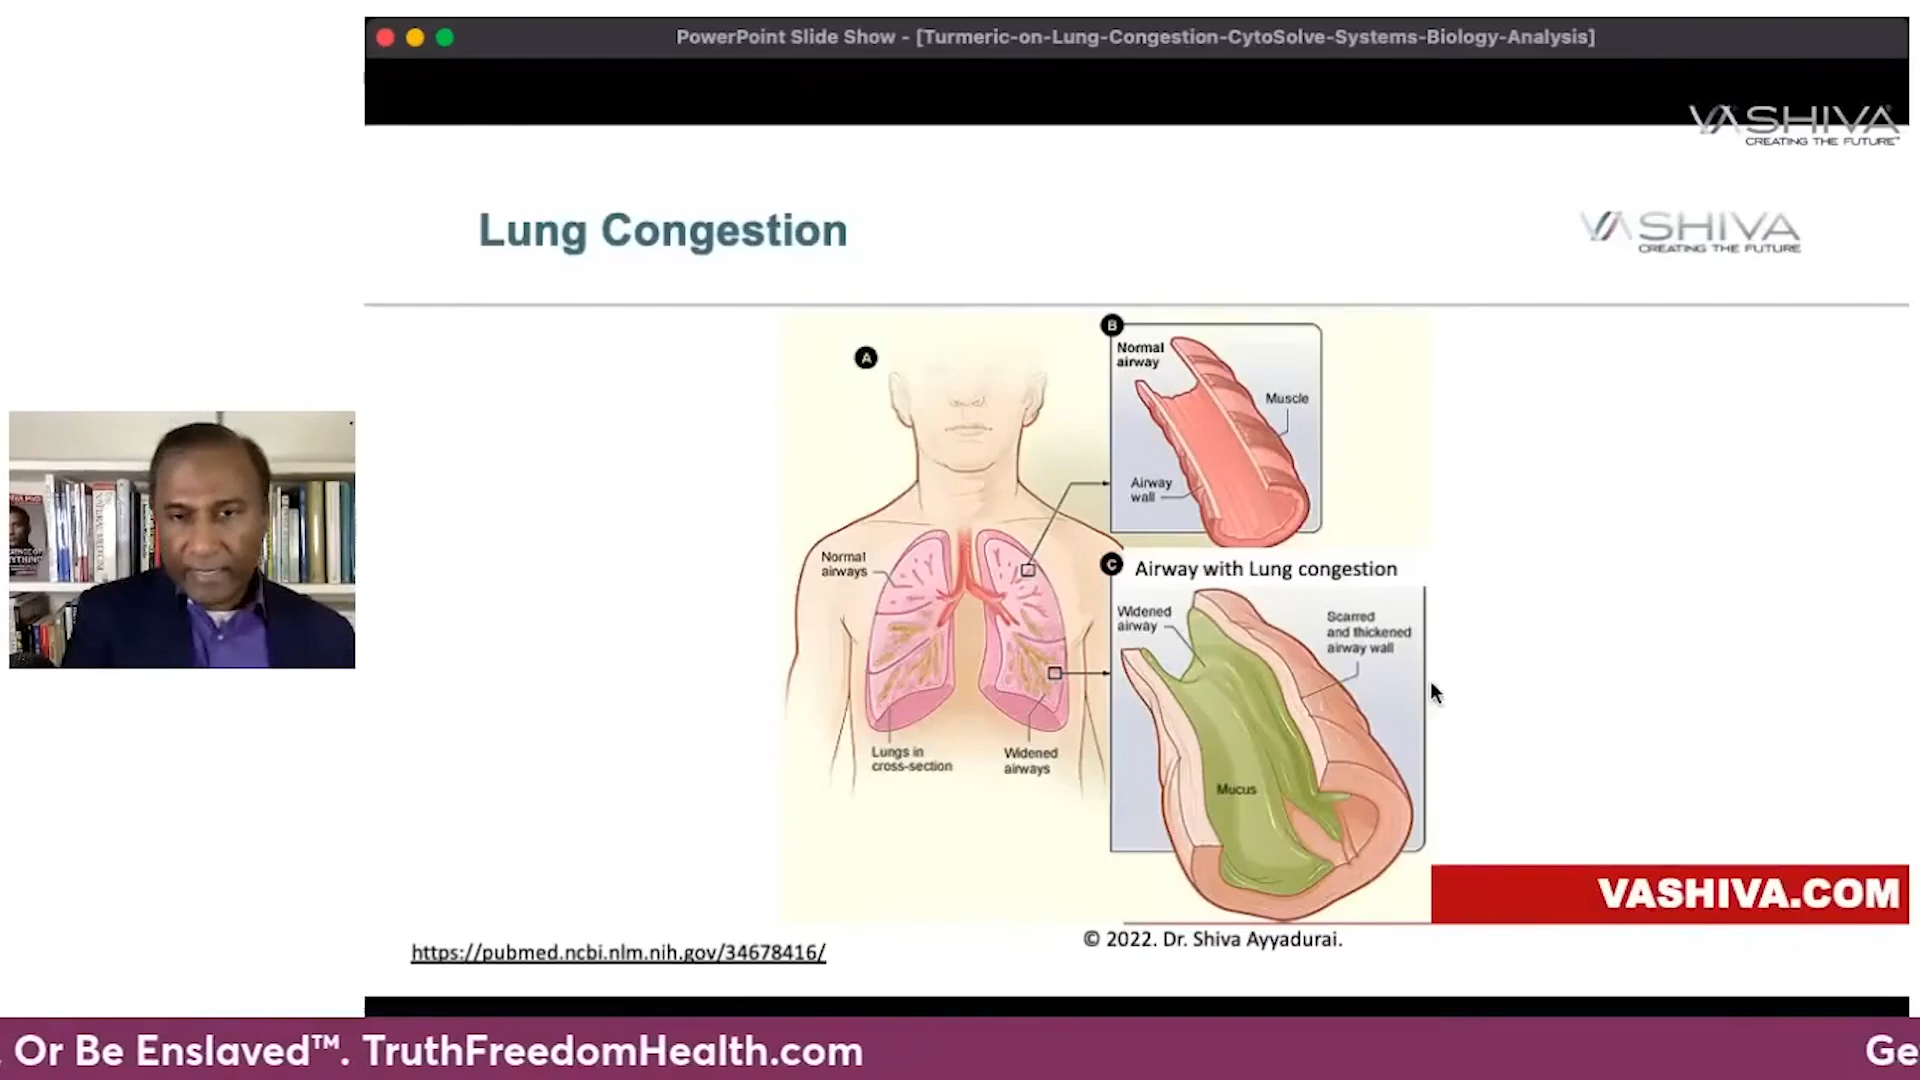 PowerPoint Slide Show - [Turmeric-on-Lung-Congestion-CytoSolve-Systems-Biology-Analysis]
VASHIVA
CREATING THE FUTURE
Lung Congestion
VASHIVA
CREATING THE FUTURE
A
B
Normal
airway
Muscle
Airway
wall
Normal
airways
C
Airway with Lung congestion
Widened
airway
Scarred
and thickened
airway wall
Lungs in
cross-section
Widened
airways
Mucus
VASHIVA.COM
© 2022. Dr. Shiva Ayyadurai.
https://pubmed.ncbi.nlm.nih.gov/34678416/
Or Be Enslaved™. TruthFreedomHealth.com
Ge